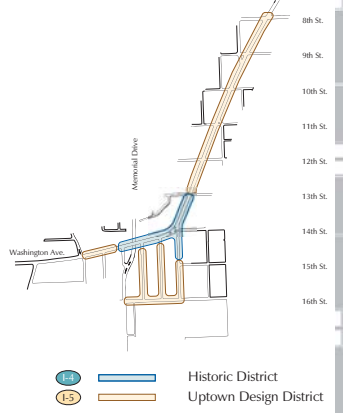 8th St.
9th St.
10th St.
11th St.
12th St.
Memorial Drive
13th St.
14th St.
Washington Ave.
15th St.
16th St.
I-4 Historic District
I-5 Uptown Design District